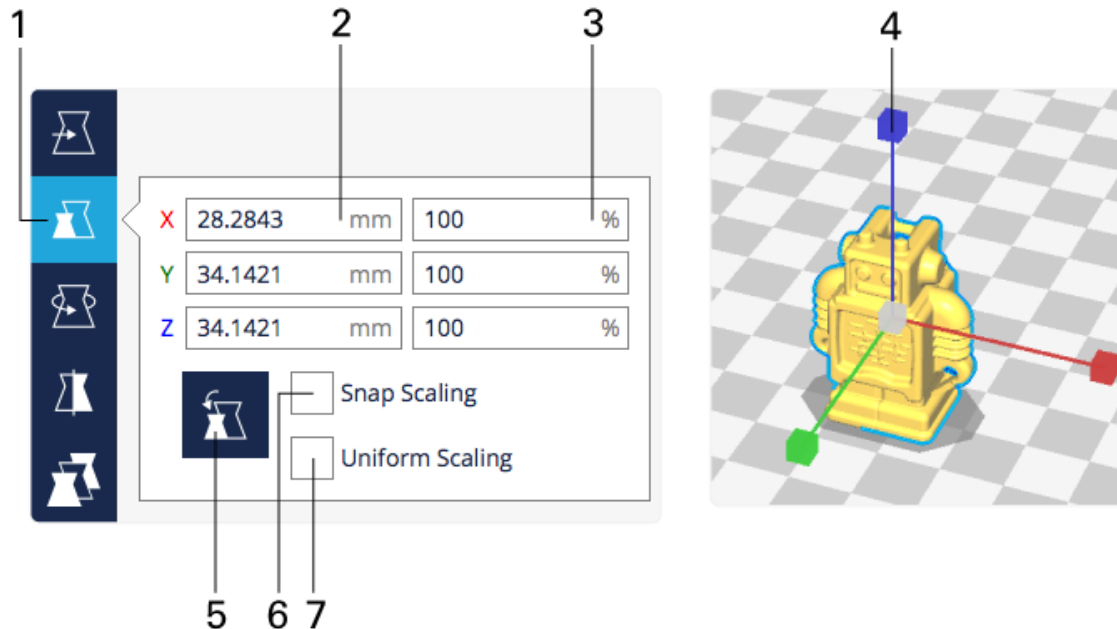 1 2 3 4
X 28.2843 mm 100 %
Y 34.1421 mm 100 %
Z 34.1421 mm 100 %
Snap Scaling
Uniform Scaling
5 6 7